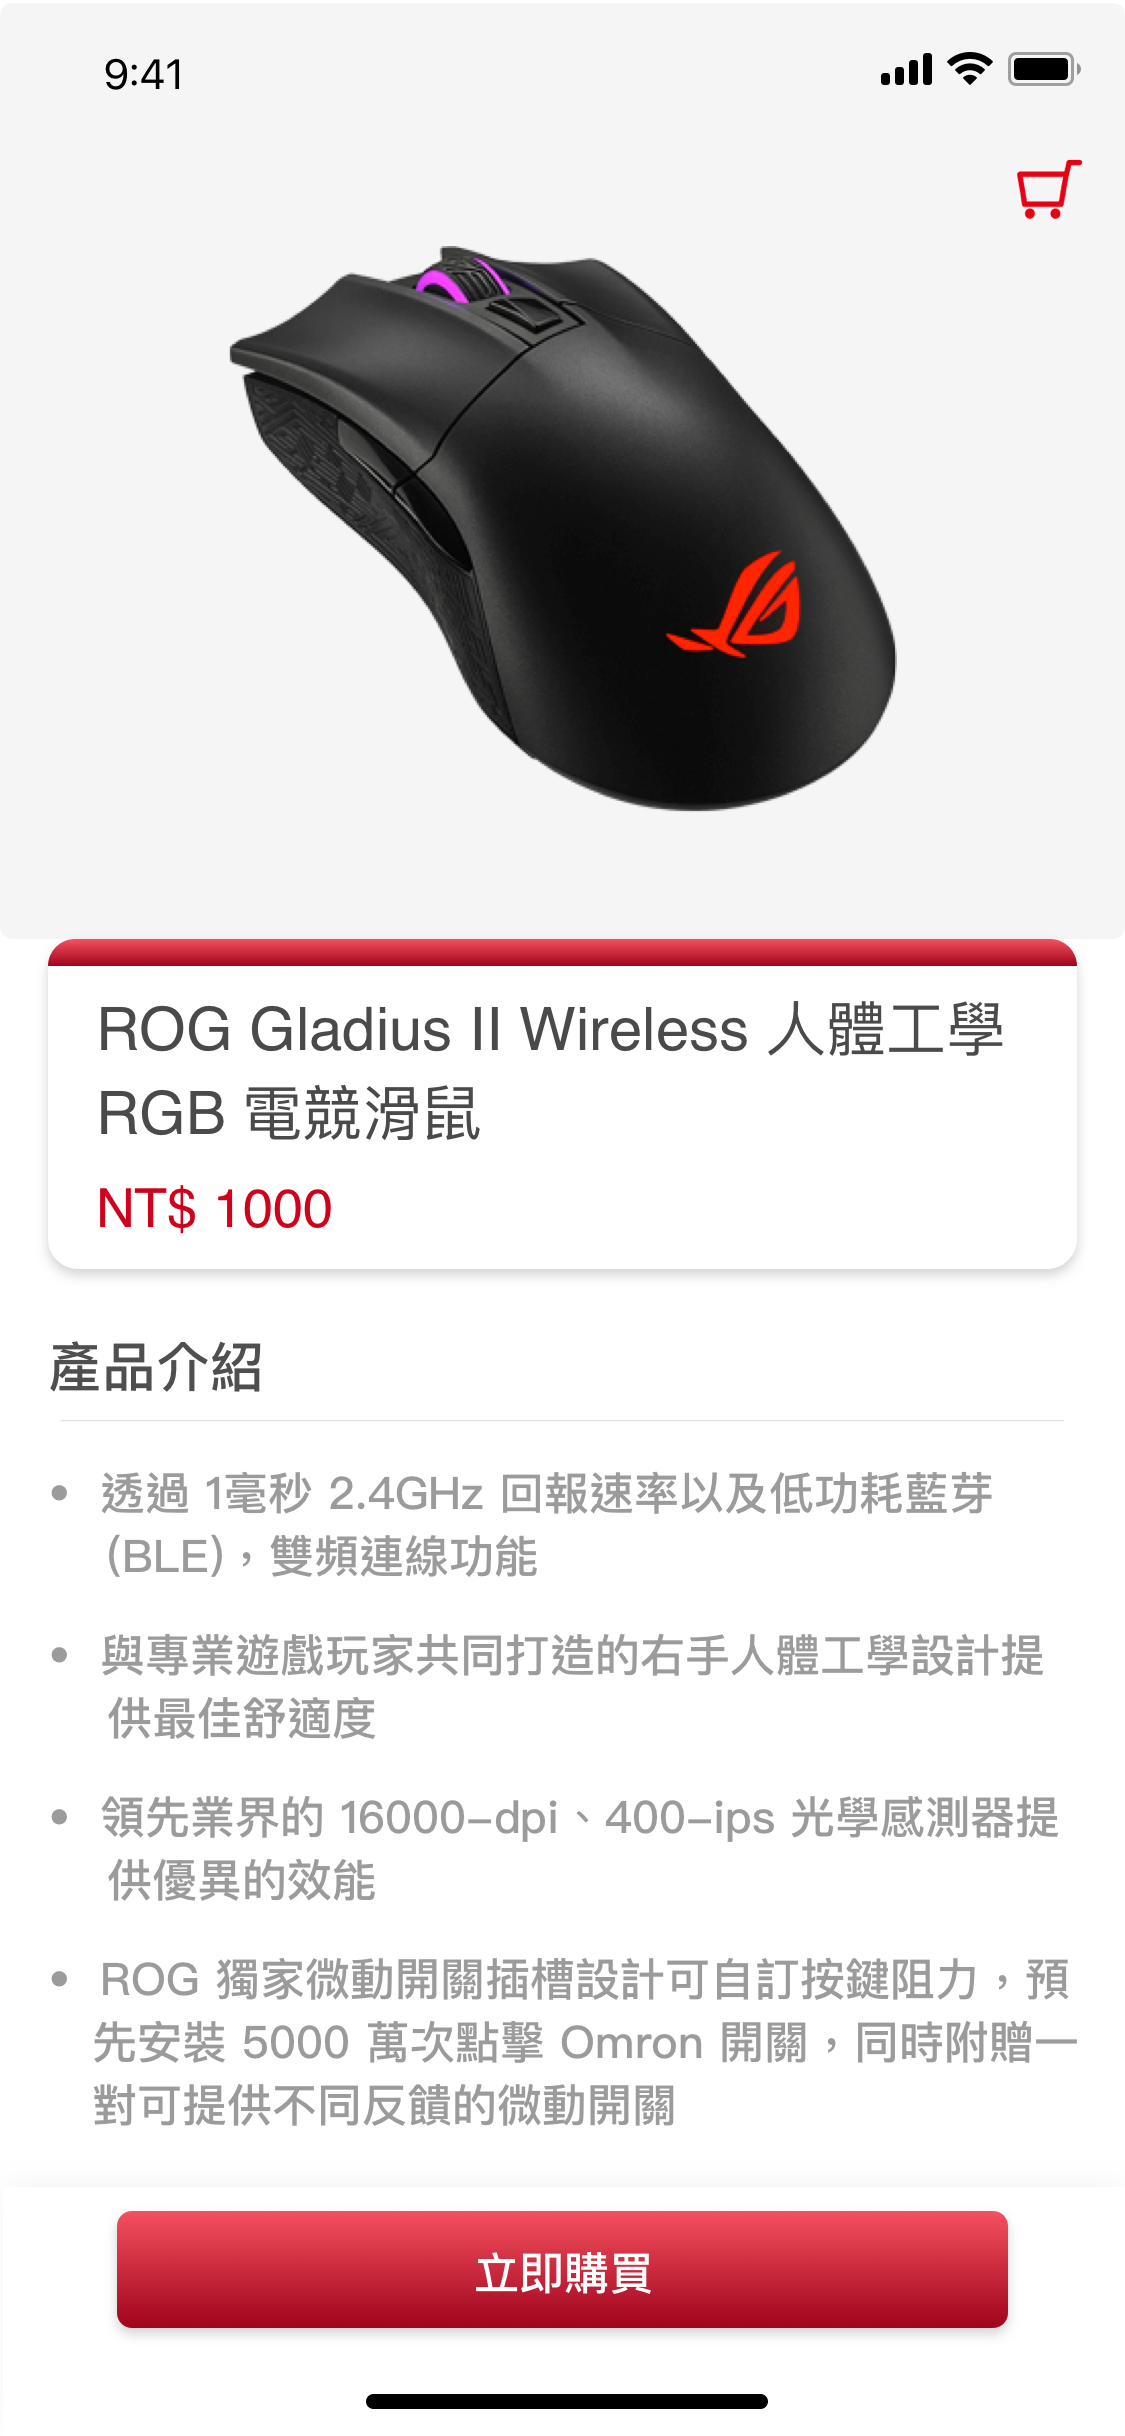 9:41
ROG Gladius II Wireless 人體工學
RGB 電競滑鼠
NT$ 1000
產品介紹
• 透過 1毫秒 2.4GHz 回報速率以及低功耗藍芽
(BLE)，雙頻連線功能
• 與專業遊戲玩家共同打造的右手人體工學設計提
供最佳舒適度
• 領先業界的 16000-dpi、400-ips 光學感測器提
供優異的效能
• ROG 獨家微動開關插槽設計可自訂按鍵阻力，預
先安裝 5000 萬次點擊 Omron 開關，同時附贈一
對可提供不同反饋的微動開關
立即購買